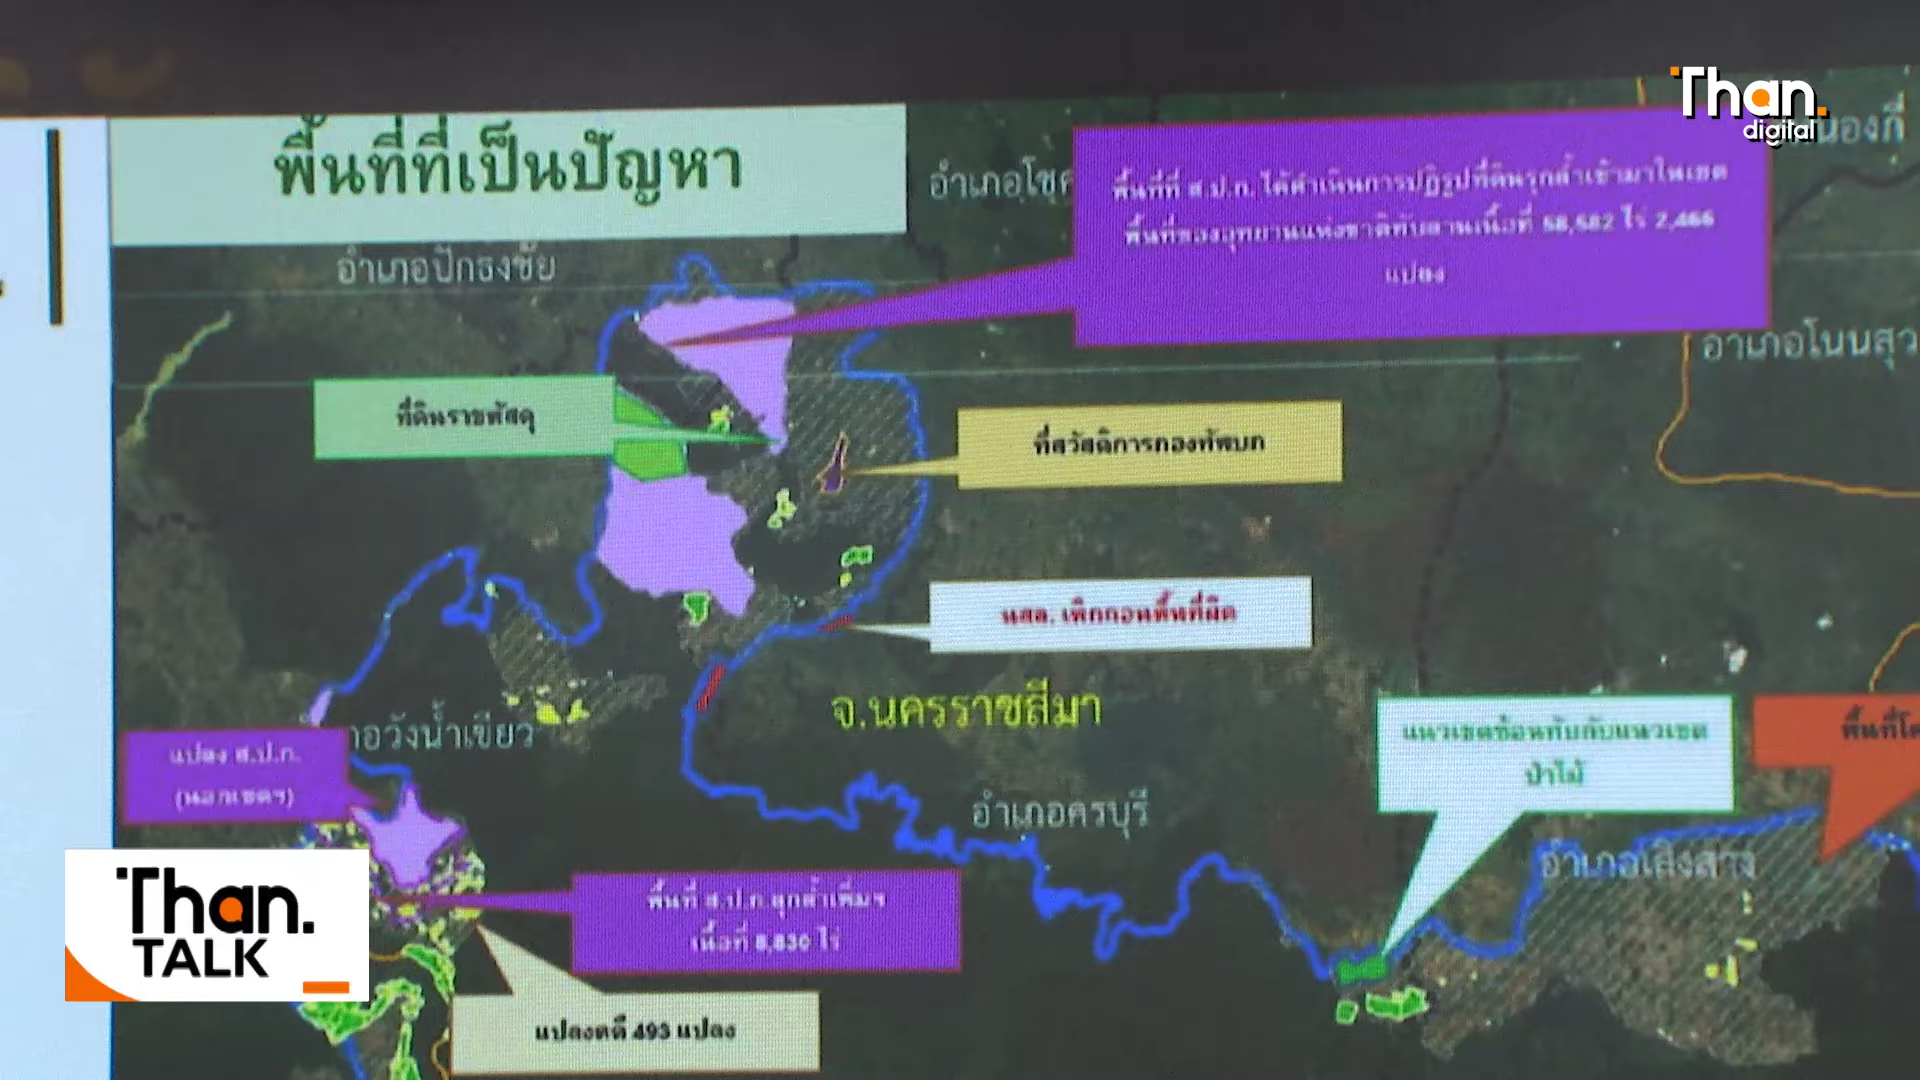 Than.
digital
พื้นที่ที่เป็นปัญหา
อำเภอโชค
นองกี่
พื้นที่ที่ ส.ป.ก. ได้ดำเนินการปฏิรูปที่ดินรุกล้ำเข้ามาในเขต
พื้นที่ของอุทยานแห่งชาติทับลานเนื้อที่ 58,582 ไร่ 2,466
แปลง
อำเภอปักธงชัย
อำเภอโนนสุว
ที่ดินราชพัสดุ
ที่สวัสดิการกองทัพบก
นสล. เพิกถอนพื้นที่ผิด
จ.นครราชสีมา
แนวเขตซ้อนทับกับแนวเขต
ป่าไม้
พื้นที่โค
ภอวังน้ำเขียว
แปลง ส.ป.ก.
(นอกเขตฯ)
อำเภอครบุรี
อำเภอเสิงสาง
พื้นที่ ส.ป.ก.
เนื้อที่ 8,830 ไร่
Than.
TALK
แปลงคดี 493 แปลง